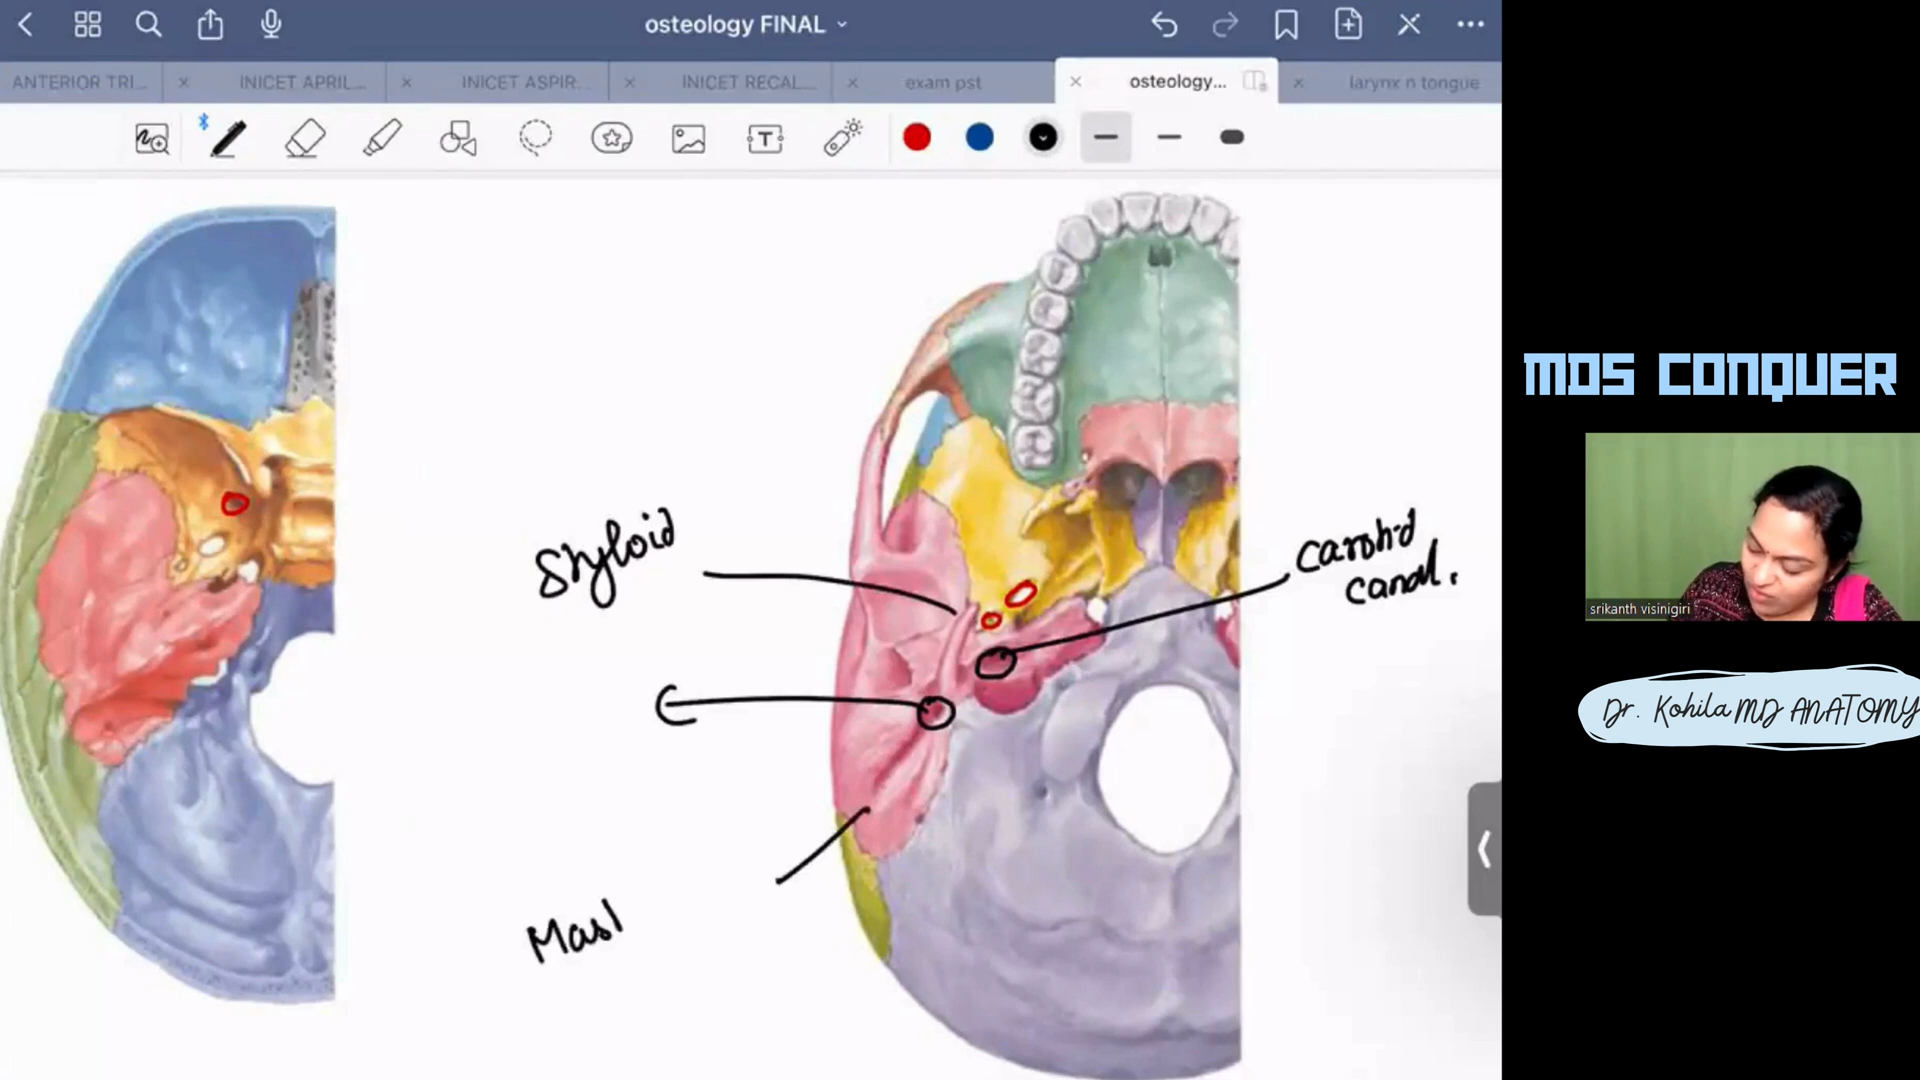 osteology FINAL
ANTERIOR TRI...
INICET APRIL...
INICET ASPIR...
INICET RECAL...
exam pst
osteology...
larynx n tongue
T
Styloid
carotid
canal.
Mast
MDS CONQUER
srikanth visinigiri
Dr. Kohila MD ANATOMY